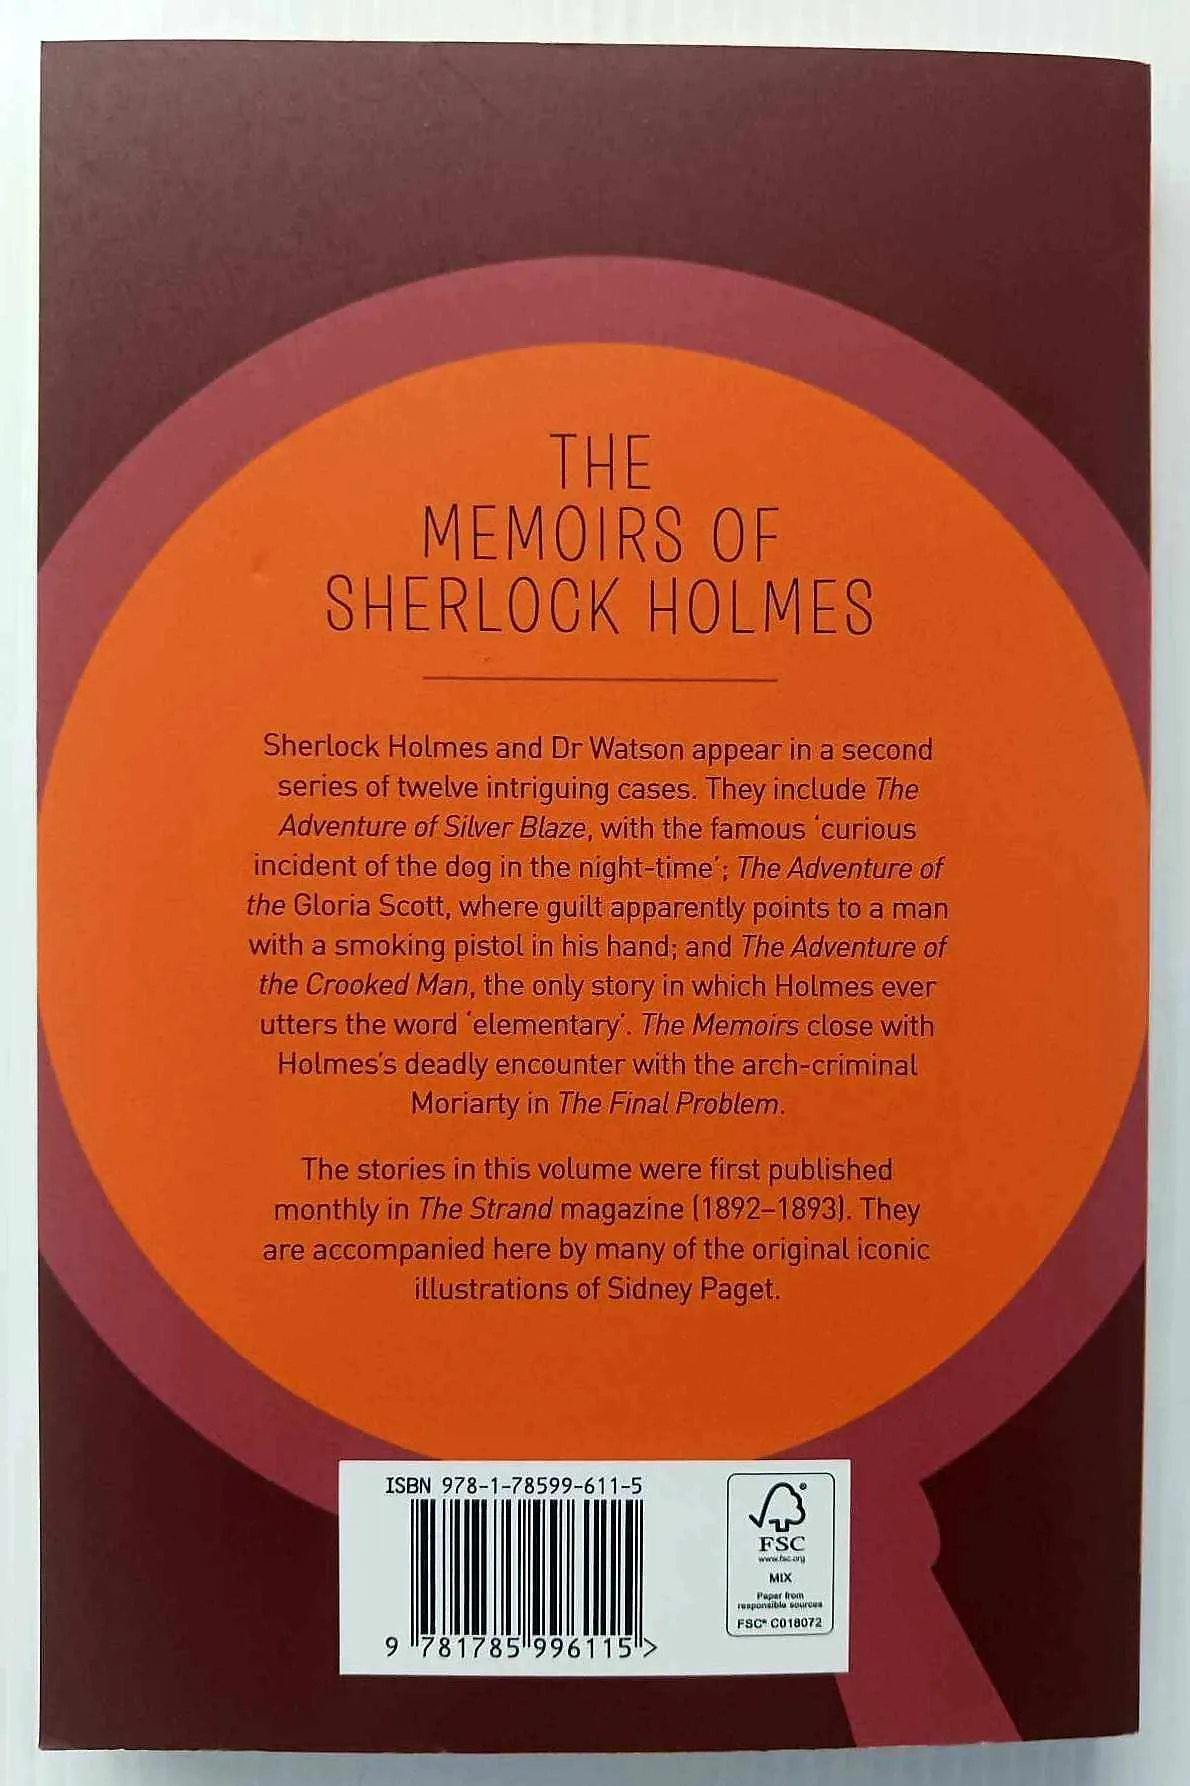 THE
MEMOIRS OF
SHERLOCK HOLMES
Sherlock Holmes and Dr Watson appear in a second
series of twelve intriguing cases. They include The
Adventure of Silver Blaze, with the famous ‘curious
incident of the dog in the night-time’; The Adventure of
the Gloria Scott, where guilt apparently points to a man
with a smoking pistol in his hand; and The Adventure of
the Crooked Man, the only story in which Holmes ever
utters the word ‘elementary’. The Memoirs close with
Holmes’s deadly encounter with the arch-criminal
Moriarty in The Final Problem.
The stories in this volume were first published
monthly in The Strand magazine (1892–1893). They
are accompanied here by many of the original iconic
illustrations of Sidney Paget.
ISBN 978-1-78599-611-5
9 781785 996115 >
FSC®
www.fsc.org
MIX
Paper from
responsible sources
FSC® C018072